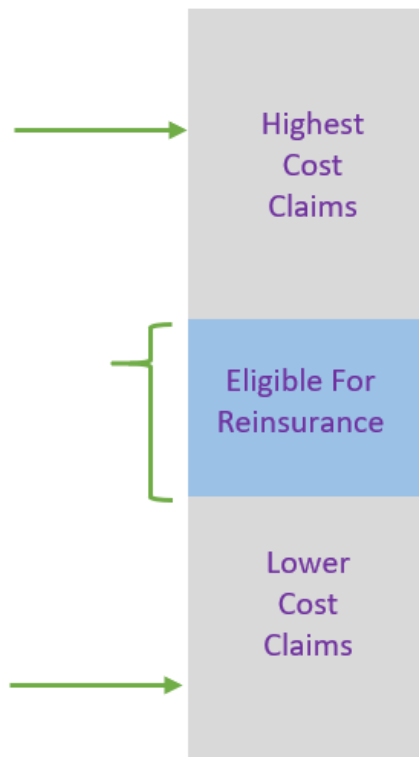 Highest
Cost
Claims
Eligible For
Reinsurance
Lower
Cost
Claims